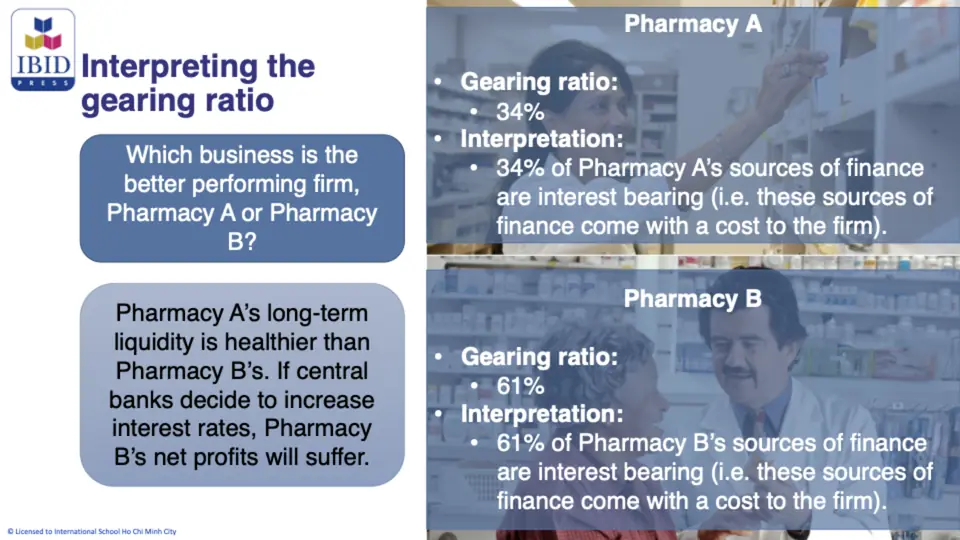 IBID
PRESS
Interpreting the
gearing ratio
Which business is the
better performing firm,
Pharmacy A or Pharmacy
B?
Pharmacy A's long-term
liquidity is healthier than
Pharmacy B's. If central
banks decide to increase
interest rates, Pharmacy
B's net profits will suffer.
Pharmacy A
• Gearing ratio:
• 34%
• Interpretation:
• 34% of Pharmacy A's sources of finance
are interest bearing (i.e. these sources of
finance come with a cost to the firm).
Pharmacy B
• Gearing ratio:
• 61%
• Interpretation:
• 61% of Pharmacy B's sources of finance
are interest bearing (i.e. these sources of
finance come with a cost to the firm).
© Licensed to International School Ho Chi Minh City